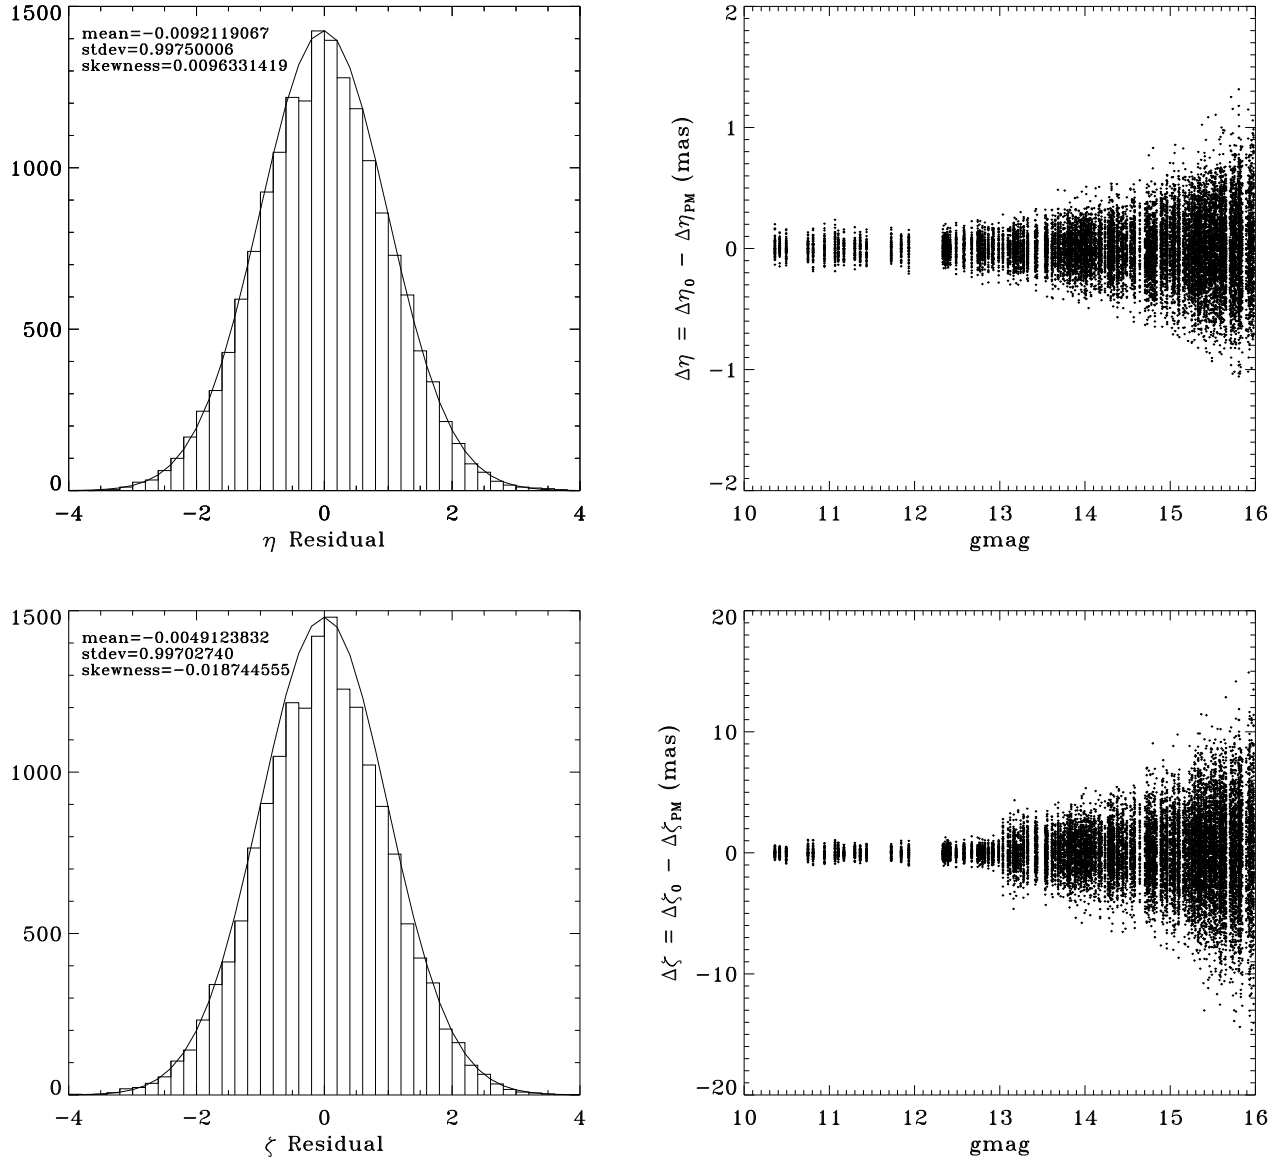 1500
1000
500
0
mean=−0.0092119067
stdev=0.99750006
skewness=0.0096331419
−4 −2 0 2 4
η Residual
2
1
0
−1
−2
Δη = Δη0 − ΔηPM (mas)
10 11 12 13 14 15 16
gmag
1500
1000
500
0
mean=−0.0049123832
stdev=0.99702740
skewness=−0.018744555
−4 −2 0 2 4
ζ Residual
20
10
0
−10
−20
Δζ = Δζ0 − ΔζPM (mas)
10 11 12 13 14 15 16
gmag